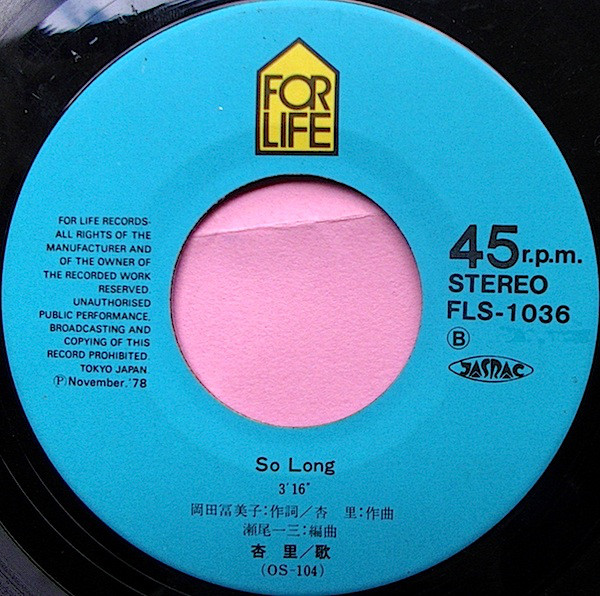 FOR
LIFE
FOR LIFE RECORDS-
ALL RIGHTS OF THE
MANUFACTURER AND
OF THE OWNER OF
THE RECORDED WORK
RESERVED.
UNAUTHORISED
PUBLIC PERFORMANCE,
BROADCASTING AND
COPYING OF THIS
RECORD PROHIBITED.
TOKYO JAPAN.
Ⓟ November.'78
45 r.p.m.
STEREO
FLS-1036
Ⓑ
JASRAC
So Long
3'16"
岡田冨美子:作詞/杏 里:作曲
瀬尾一三:編曲
杏 里/歌
(OS-104)